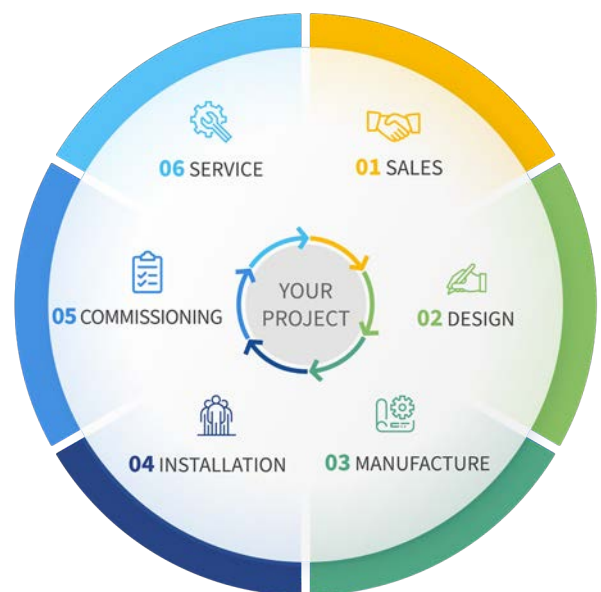 01 SALES
02 DESIGN
03 MANUFACTURE
04 INSTALLATION
05 COMMISSIONING
06 SERVICE
YOUR
PROJECT